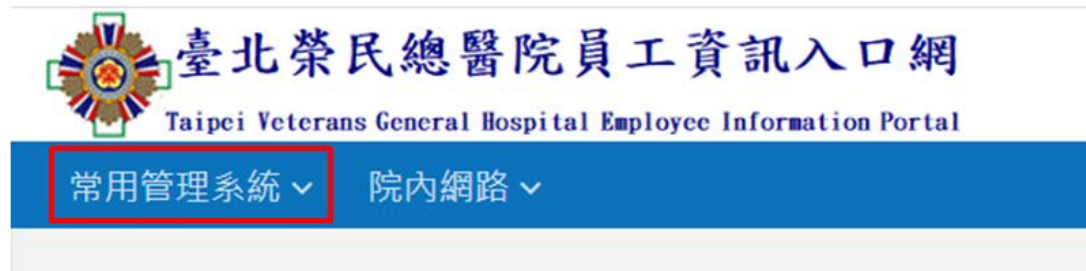 臺北榮民總醫院員工資訊入口網
Taipei Veterans General Hospital Employee Information Portal
常用管理系統 院內網路